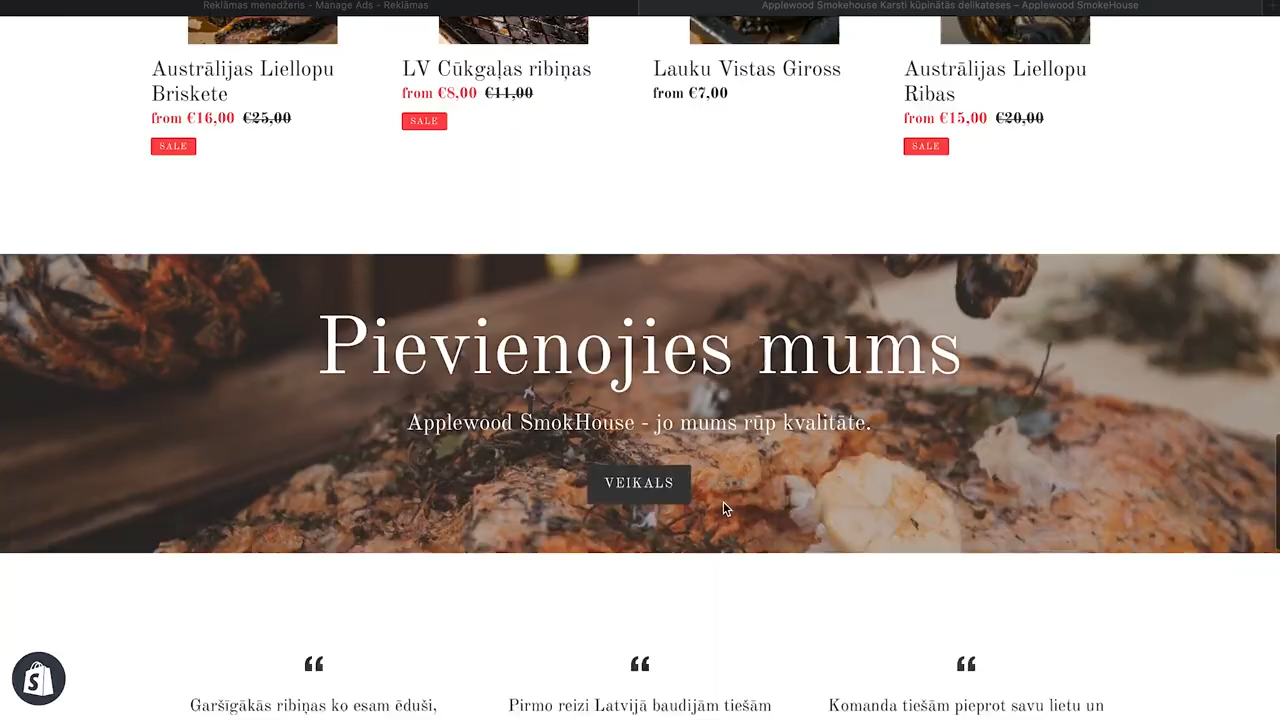 Reklāmas menedžeris - Manage Ads - Reklāmas
Applewood Smokehouse Karsti kūpinātās delikateses – Applewood SmokeHouse
Austrālijas Liellopu
Briskete
from €16,00 €25,00
SALE
LV Cūkgaļas ribiņas
from €8,00 €11,00
SALE
Lauku Vistas Giross
from €7,00
Austrālijas Liellopu
Ribas
from €15,00 €20,00
SALE
Pievienojies mums
Applewood SmokHouse - jo mums rūp kvalitāte.
VEIKALS
“
Garšīgākās ribiņas ko esam ēduši,
“
Pirmo reizi Latvijā baudījām tiešām
“
Komanda tiešām pieprot savu lietu un